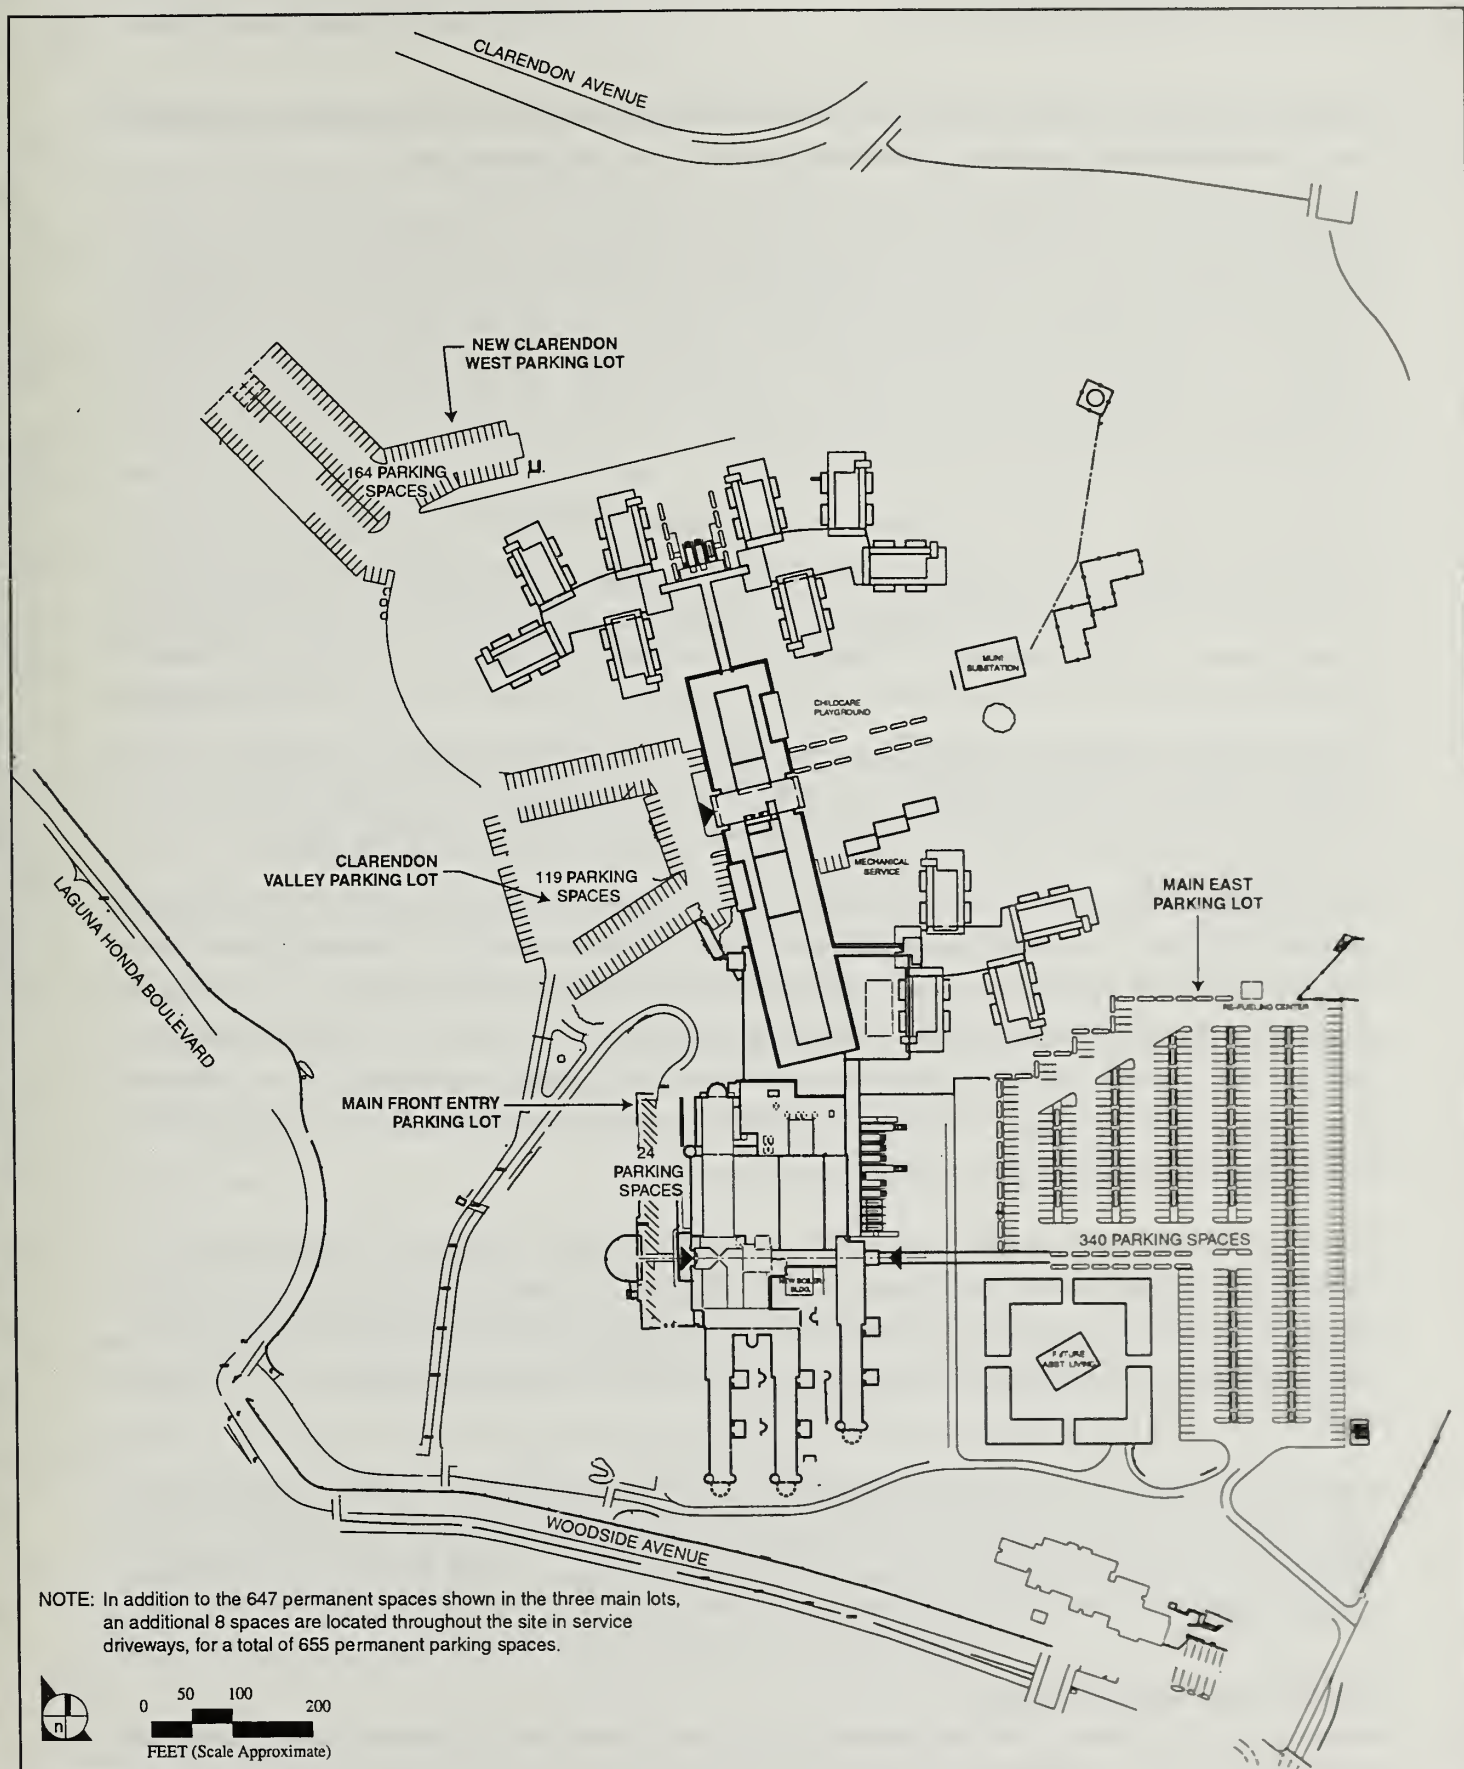 CLARENDON AVENUE
NEW CLARENDON
WEST PARKING LOT
164 PARKING
SPACES
MUNI
SUBSTATION
CHILDCARE
PLAYGROUND
CLARENDON
VALLEY PARKING LOT
119 PARKING
SPACES
MECHANICAL
SERVICE
MAIN EAST
PARKING LOT
LAGUNA HONDA BOULEVARD
RE-FUELING CENTER
MAIN FRONT ENTRY
PARKING LOT
24
PARKING
SPACES
340 PARKING SPACES
NEW BOILER
BLDG.
FUTURE
ASST LIVING
WOODSIDE AVENUE
NOTE: In addition to the 647 permanent spaces shown in the three main lots,
an additional 8 spaces are located throughout the site in service
driveways, for a total of 655 permanent parking spaces.
n
0 50 100 200
FEET (Scale Approximate)